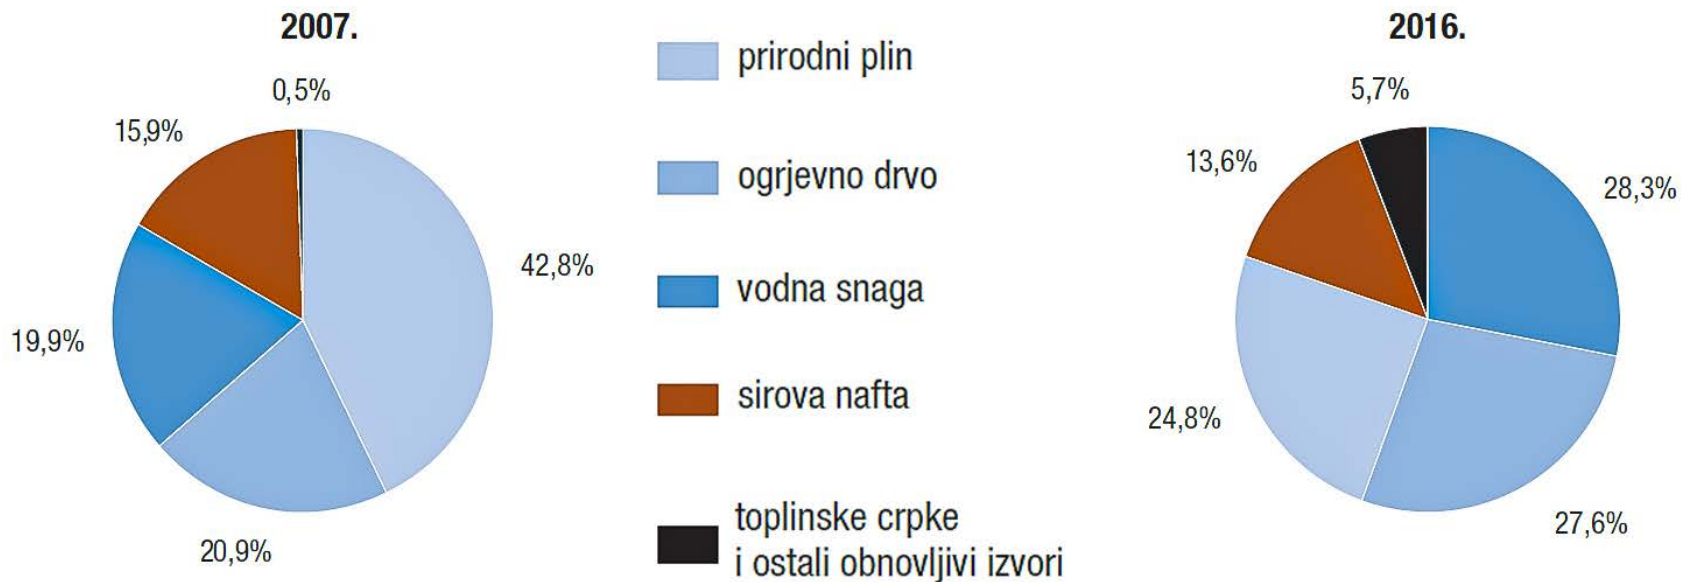 2007.
0,5%
15,9%
42,8%
19,9%
20,9%
prirodni plin
ogrjevno drvo
vodna snaga
sirova nafta
toplinske crpke
i ostali obnovljivi izvori
2016.
5,7%
13,6%
28,3%
24,8%
27,6%